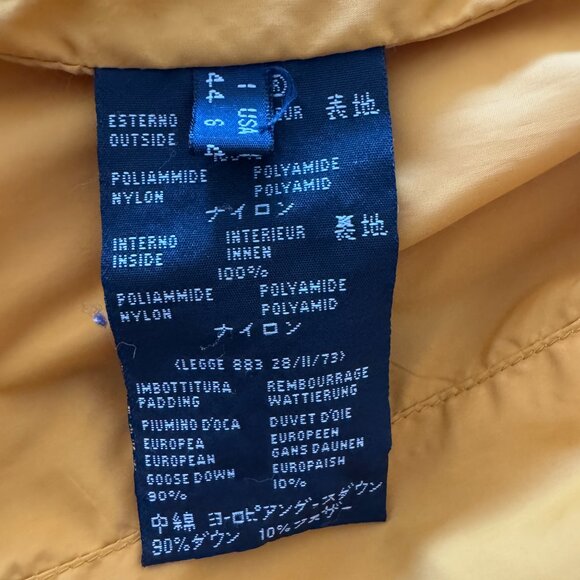 I USA
44 8
®
ESTERNO
OUTSIDE
表地
POLIAMMIDE POLYAMIDE
NYLON POLYAMID
ナイロン
INTERNO INTERIEUR 裏地
INSIDE INNEN
100%
POLIAMMIDE POLYAMIDE
NYLON POLYAMID
ナイロン
(LEGGE 883 28/11/73)
IMBOTTITURA REMBOURRAGE
PADDING WATTIERUNG
PIUMINO D'OCA DUVET D'OIE
EUROPEA EUROPEEN
EUROPEAN GANS DAUNEN
GOOSE DOWN EUROPAISH
90% 10%
中綿 ヨーロピアングースダウン
90%ダウン 10%フェザー